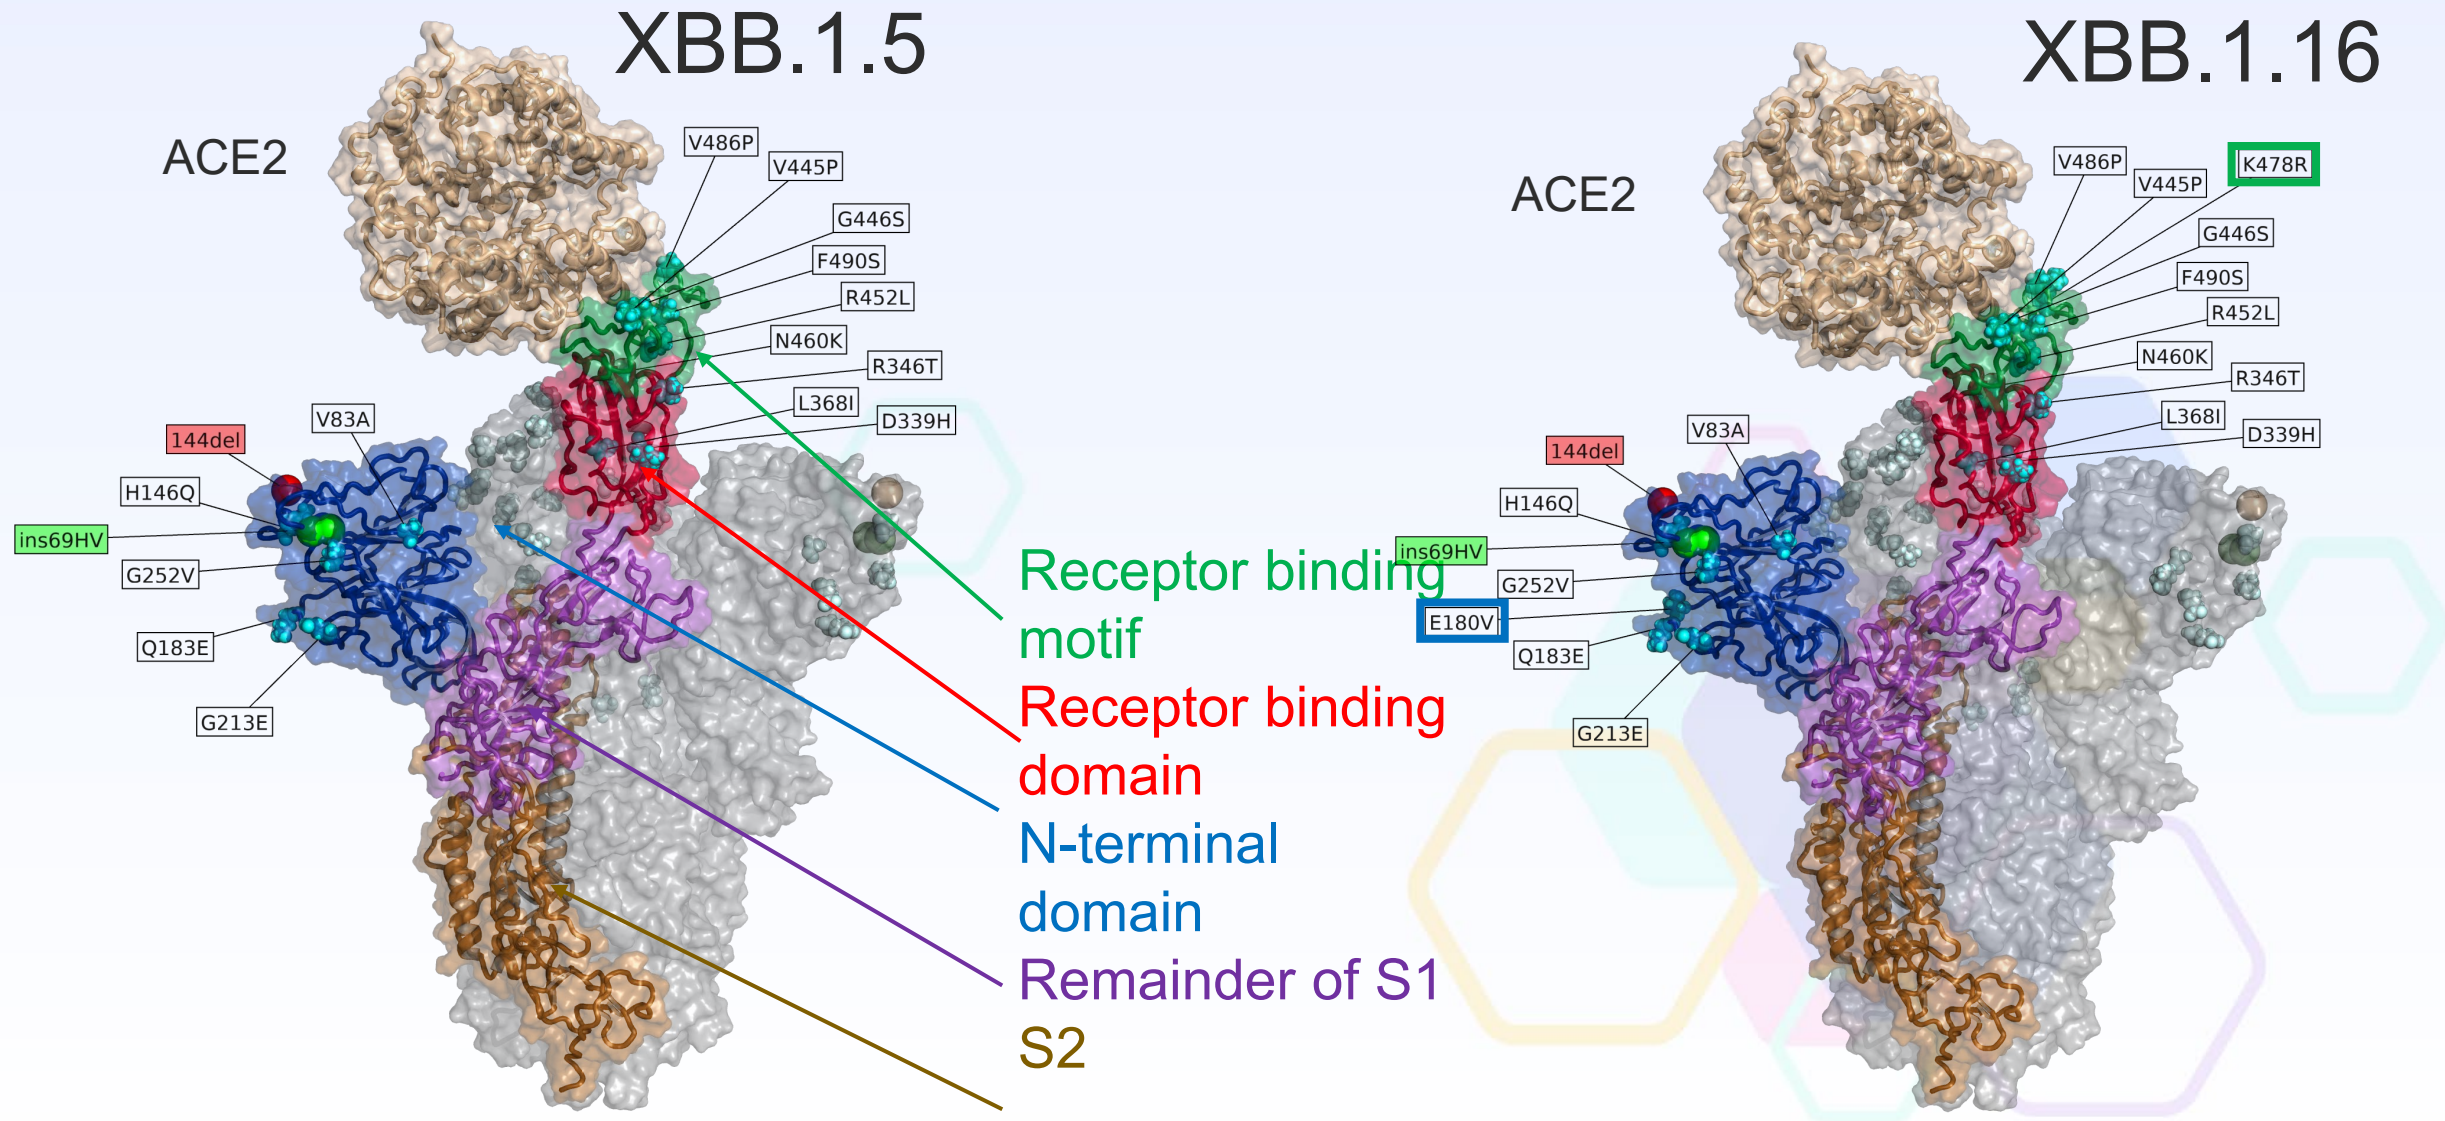 XBB.1.5
ACE2
V486P
V445P
G446S
F490S
R452L
N460K
R346T
L368I
D339H
V83A
144del
H146Q
ins69HV
G252V
Q183E
G213E
Receptor binding
motif
Receptor binding
domain
N-terminal
domain
Remainder of S1
S2
XBB.1.16
ACE2
V486P
K478R
V445P
G446S
F490S
R452L
N460K
R346T
L368I
D339H
V83A
144del
H146Q
ins69HV
G252V
E180V
Q183E
G213E